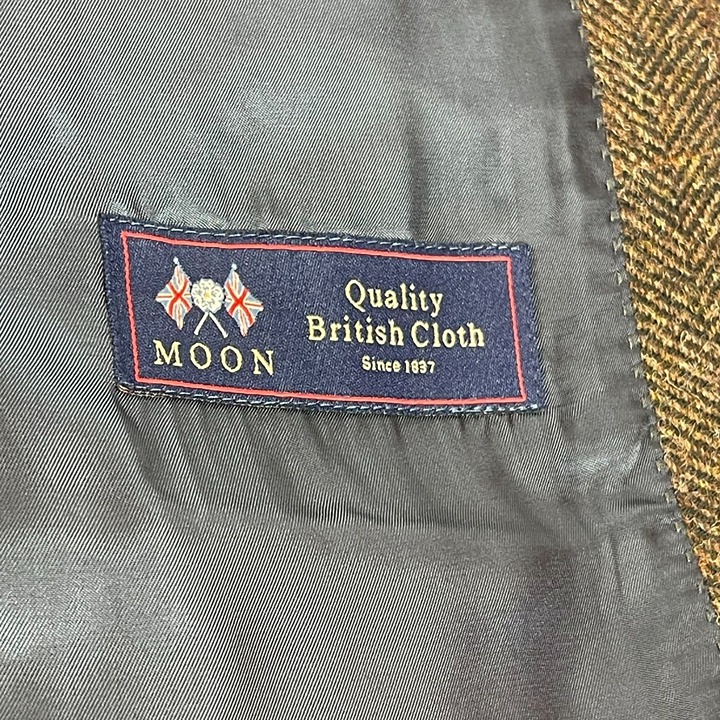 MOON
Quality
British Cloth
Since 1837